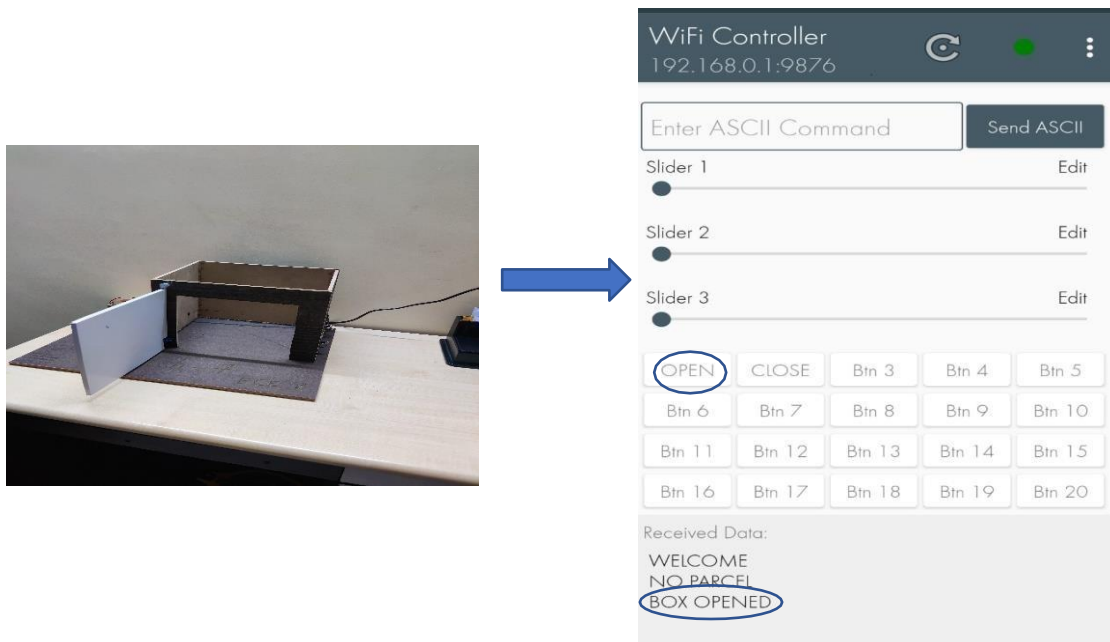 WiFi Controller
192.168.0.1:9876
Enter ASCII Command Send ASCII
Slider 1 Edit
Slider 2 Edit
Slider 3 Edit
OPEN CLOSE Btn 3 Btn 4 Btn 5
Btn 6 Btn 7 Btn 8 Btn 9 Btn 10
Btn 11 Btn 12 Btn 13 Btn 14 Btn 15
Btn 16 Btn 17 Btn 18 Btn 19 Btn 20
Received Data:
WELCOME
NO PARCEL
BOX OPENED